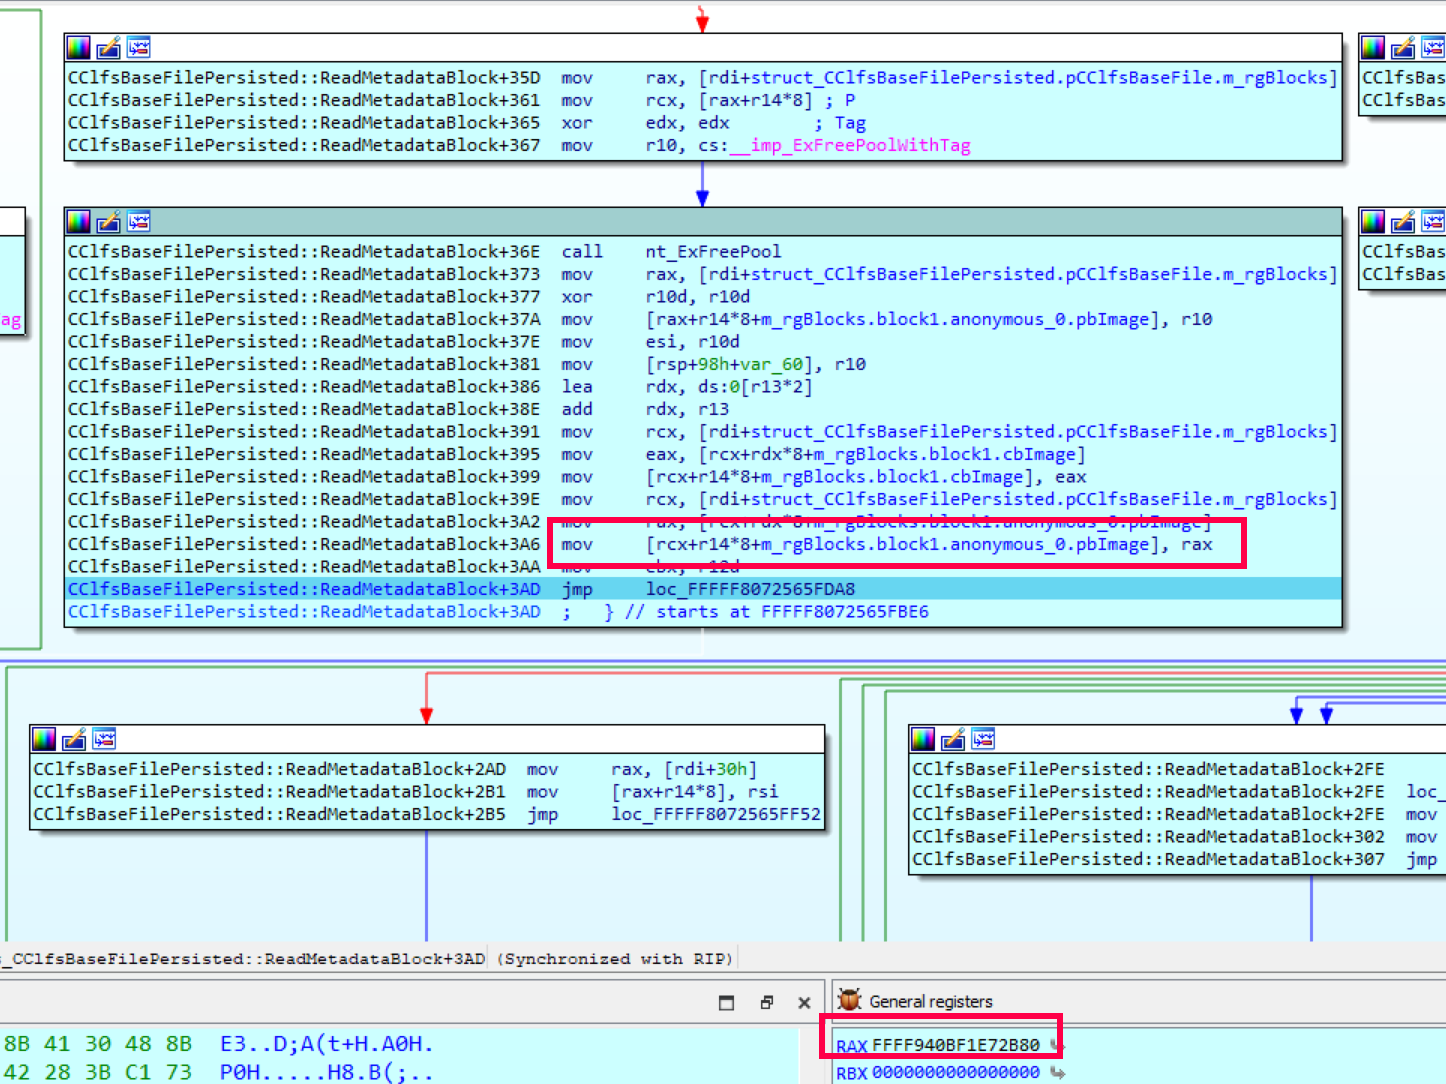 CClfsBaseFilePersisted::ReadMetadataBlock+35D mov rax, [rdi+struct_CClfsBaseFilePersisted.pCClfsBaseFile.m_rgBlocks]
CClfsBaseFilePersisted::ReadMetadataBlock+361 mov rcx, [rax+r14*8] ; P
CClfsBaseFilePersisted::ReadMetadataBlock+365 xor edx, edx ; Tag
CClfsBaseFilePersisted::ReadMetadataBlock+367 mov r10, cs:__imp_ExFreePoolWithTag
CClfsBas
CClfsBas
ag
CClfsBaseFilePersisted::ReadMetadataBlock+36E call nt_ExFreePool
CClfsBaseFilePersisted::ReadMetadataBlock+373 mov rax, [rdi+struct_CClfsBaseFilePersisted.pCClfsBaseFile.m_rgBlocks]
CClfsBaseFilePersisted::ReadMetadataBlock+377 xor r10d, r10d
CClfsBaseFilePersisted::ReadMetadataBlock+37A mov [rax+r14*8+m_rgBlocks.block1.anonymous_0.pbImage], r10
CClfsBaseFilePersisted::ReadMetadataBlock+37E mov esi, r10d
CClfsBaseFilePersisted::ReadMetadataBlock+381 mov [rsp+98h+var_60], r10
CClfsBaseFilePersisted::ReadMetadataBlock+386 lea rdx, ds:0[r13*2]
CClfsBaseFilePersisted::ReadMetadataBlock+38E add rdx, r13
CClfsBaseFilePersisted::ReadMetadataBlock+391 mov rcx, [rdi+struct_CClfsBaseFilePersisted.pCClfsBaseFile.m_rgBlocks]
CClfsBaseFilePersisted::ReadMetadataBlock+395 mov eax, [rcx+rdx*8+m_rgBlocks.block1.cbImage]
CClfsBaseFilePersisted::ReadMetadataBlock+399 mov [rcx+r14*8+m_rgBlocks.block1.cbImage], eax
CClfsBaseFilePersisted::ReadMetadataBlock+39E mov rcx, [rdi+struct_CClfsBaseFilePersisted.pCClfsBaseFile.m_rgBlocks]
CClfsBaseFilePersisted::ReadMetadataBlock+3A2 mov rax, [rcx+rdx*8+m_rgBlocks.block1.anonymous_0.pbImage]
CClfsBaseFilePersisted::ReadMetadataBlock+3A6 mov [rcx+r14*8+m_rgBlocks.block1.anonymous_0.pbImage], rax
CClfsBaseFilePersisted::ReadMetadataBlock+3AA mov ebx, r12d
CClfsBaseFilePersisted::ReadMetadataBlock+3AD jmp loc_FFFFF8072565FDA8
CClfsBaseFilePersisted::ReadMetadataBlock+3AD ; } // starts at FFFFF8072565FBE6
CClfsBas
CClfsBas
CClfsBaseFilePersisted::ReadMetadataBlock+2AD mov rax, [rdi+30h]
CClfsBaseFilePersisted::ReadMetadataBlock+2B1 mov [rax+r14*8], rsi
CClfsBaseFilePersisted::ReadMetadataBlock+2B5 jmp loc_FFFFF8072565FF52
CClfsBaseFilePersisted::ReadMetadataBlock+2FE
CClfsBaseFilePersisted::ReadMetadataBlock+2FE loc_
CClfsBaseFilePersisted::ReadMetadataBlock+2FE mov
CClfsBaseFilePersisted::ReadMetadataBlock+302 mov
CClfsBaseFilePersisted::ReadMetadataBlock+307 jmp
_CClfsBaseFilePersisted::ReadMetadataBlock+3AD (Synchronized with RIP)
8B 41 30 48 8B E3..D;A(t+H.A0H.
42 28 3B C1 73 P0H.....H8.B(;..
General registers
RAX FFFF940BF1E72B80
RBX 0000000000000000